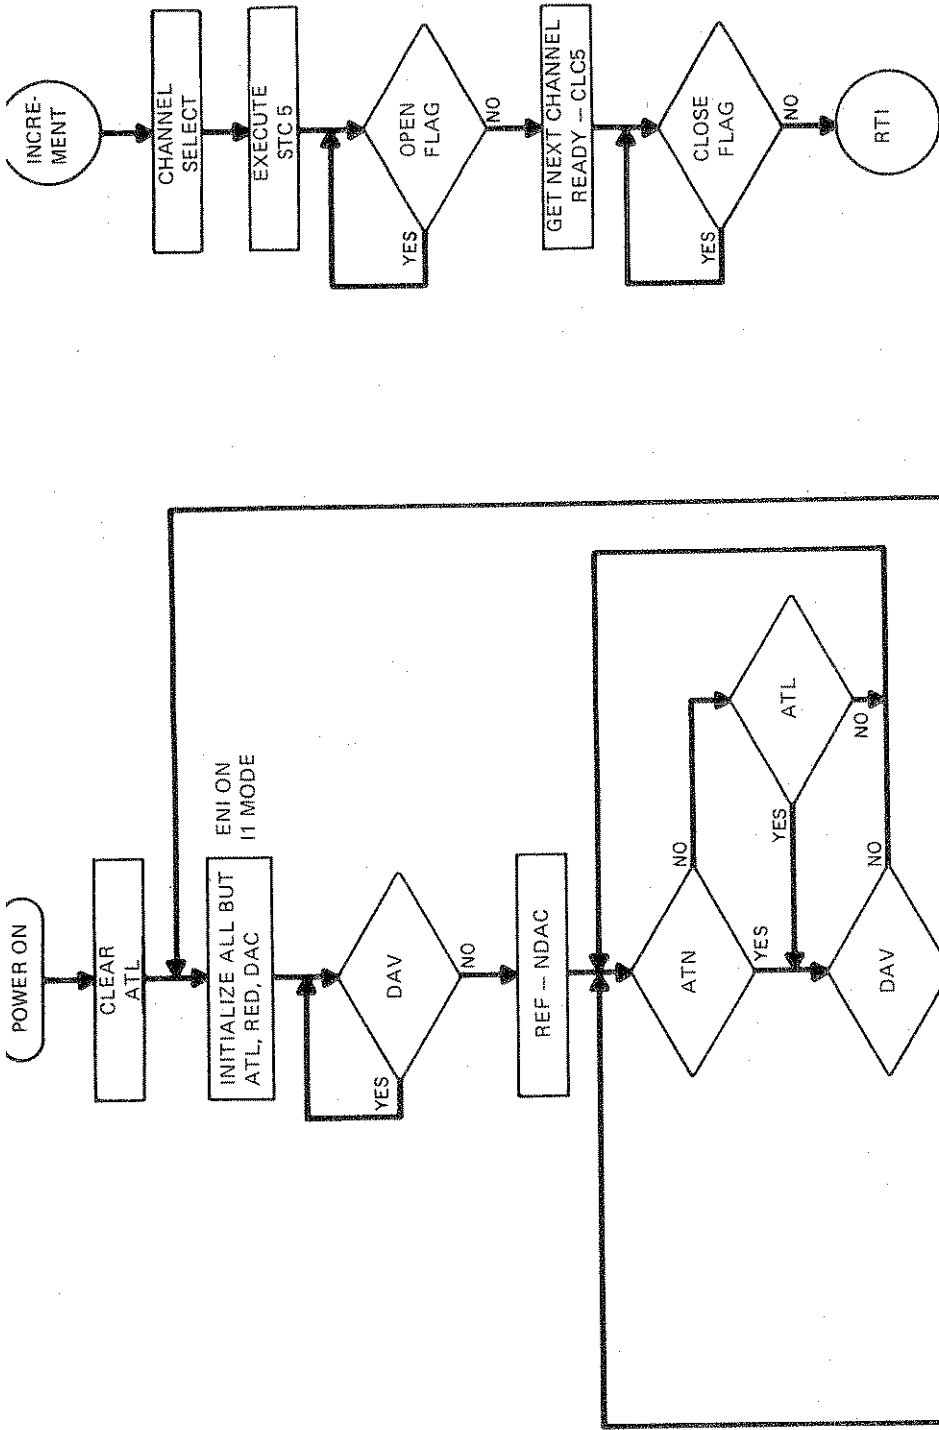 INCRE-
MENT
CHANNEL
SELECT
EXECUTE
STC 5
OPEN
FLAG
YES
NO
GET NEXT CHANNEL
READY – CLC5
CLOSE
FLAG
YES
NO
RTI
POWER ON
CLEAR
ATL
INITIALIZE ALL BUT
ATL, RED, DAC
ENI ON
I1 MODE
DAV
YES
NO
REF – NDAC
ATN
NO
YES
ATL
YES
NO
DAV
NO